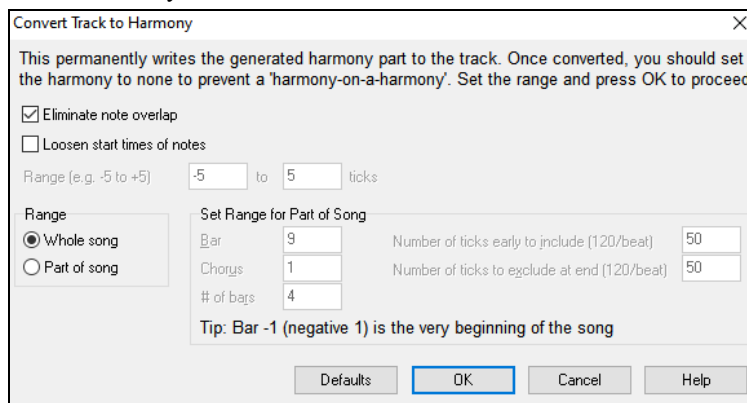 Convert Track to Harmony
This permanently writes the generated harmony part to the track. Once converted, you should set
the harmony to none to prevent a 'harmony-on-a-harmony'. Set the range and press OK to proceed
Eliminate note overlap
Loosen start times of notes
Range (e.g. -5 to +5) -5 to 5 ticks
Range
Whole song
Part of song
Set Range for Part of Song
Bar 9 Number of ticks early to include (120/beat) 50
Chorus 1 Number of ticks to exclude at end (120/beat) 50
# of bars 4
Tip: Bar -1 (negative 1) is the very beginning of the song
Defaults OK Cancel Help